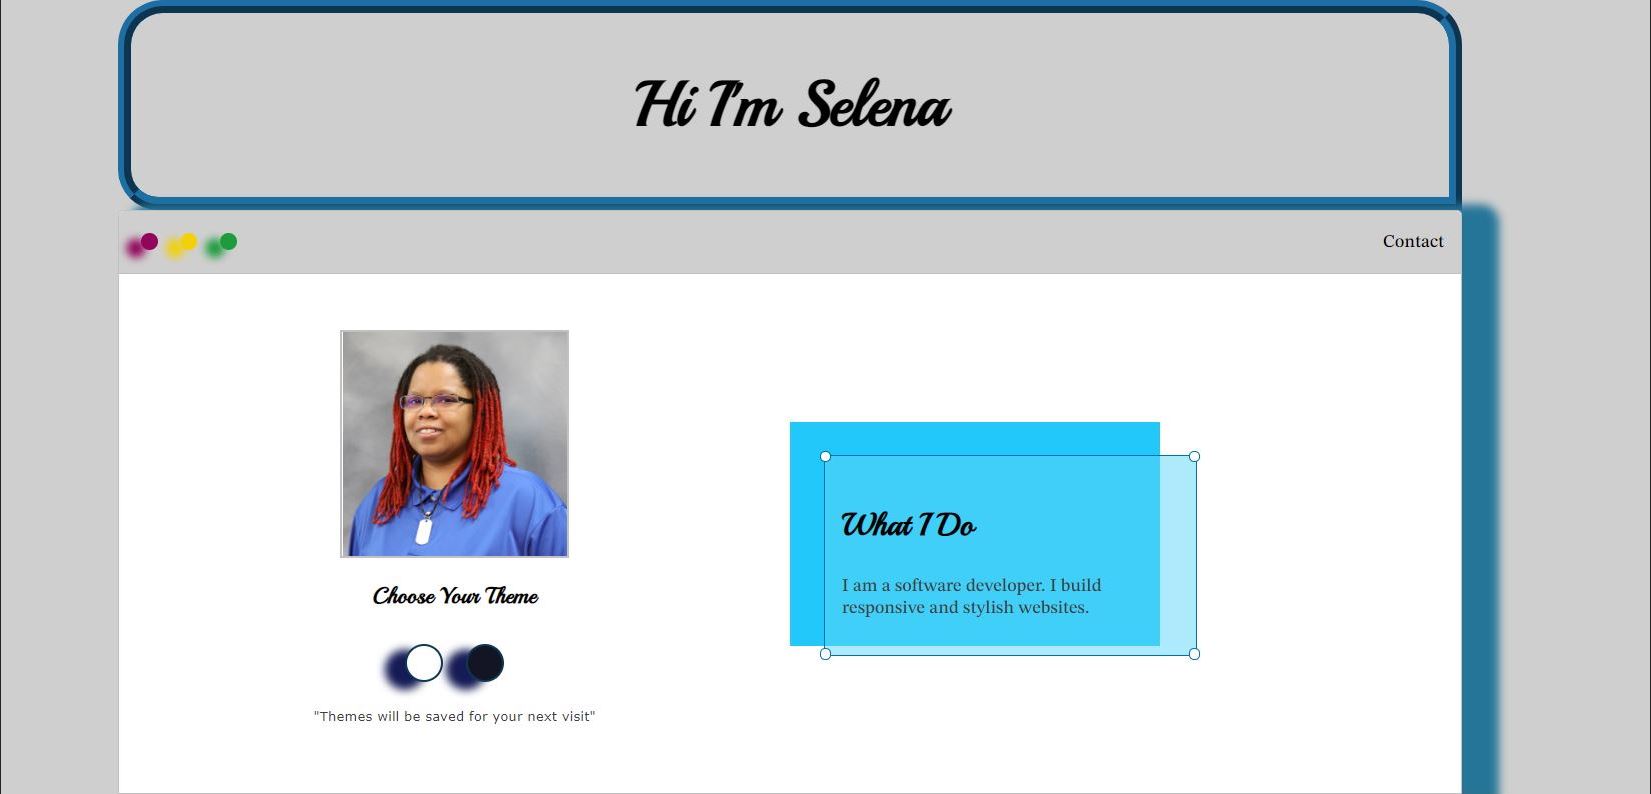 Hi I'm Selena
Contact
What I Do
I am a software developer. I build
responsive and stylish websites.
Choose Your Theme
"Themes will be saved for your next visit"